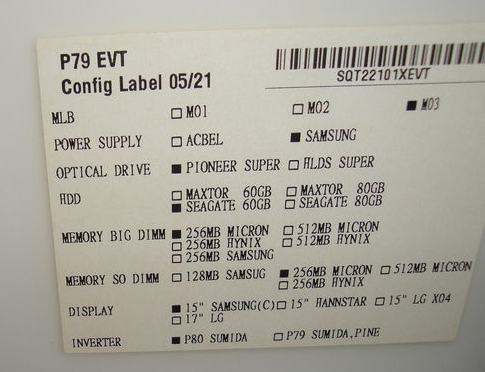 P79 EVT
Config Label 05/21
SQT22101XEVT
MLB □ M01 □ M02 ■ M03
POWER SUPPLY □ ACBEL ■ SAMSUNG
OPTICAL DRIVE ■ PIONEER SUPER □ HLDS SUPER
HDD □ MAXTOR 60GB □ MAXTOR 80GB
■ SEAGATE 60GB □ SEAGATE 80GB
MEMORY BIG DIMM ■ 256MB MICRON □ 512MB MICRON
□ 256MB HYNIX □ 512MB HYNIX
□ 256MB SAMSUNG
MEMORY SO DIMM □ 128MB SAMSUG ■ 256MB MICRON □ 512MB MICRON
□ 256MB HYNIX
DISPLAY ■ 15" SAMSUNG(C) □ 15" HANNSTAR □ 15" LG X04
□ 17" LG
INVERTER ■ P80 SUMIDA □ P79 SUMIDA,PINE